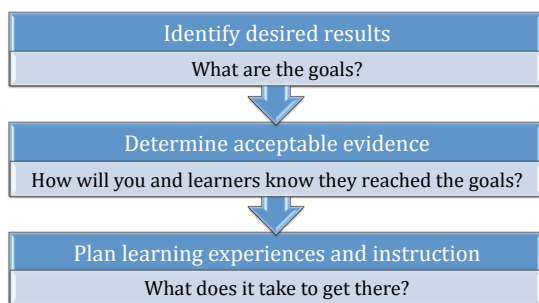 Identify desired results
What are the goals?
Determine acceptable evidence
How will you and learners know they reached the goals?
Plan learning experiences and instruction
What does it take to get there?